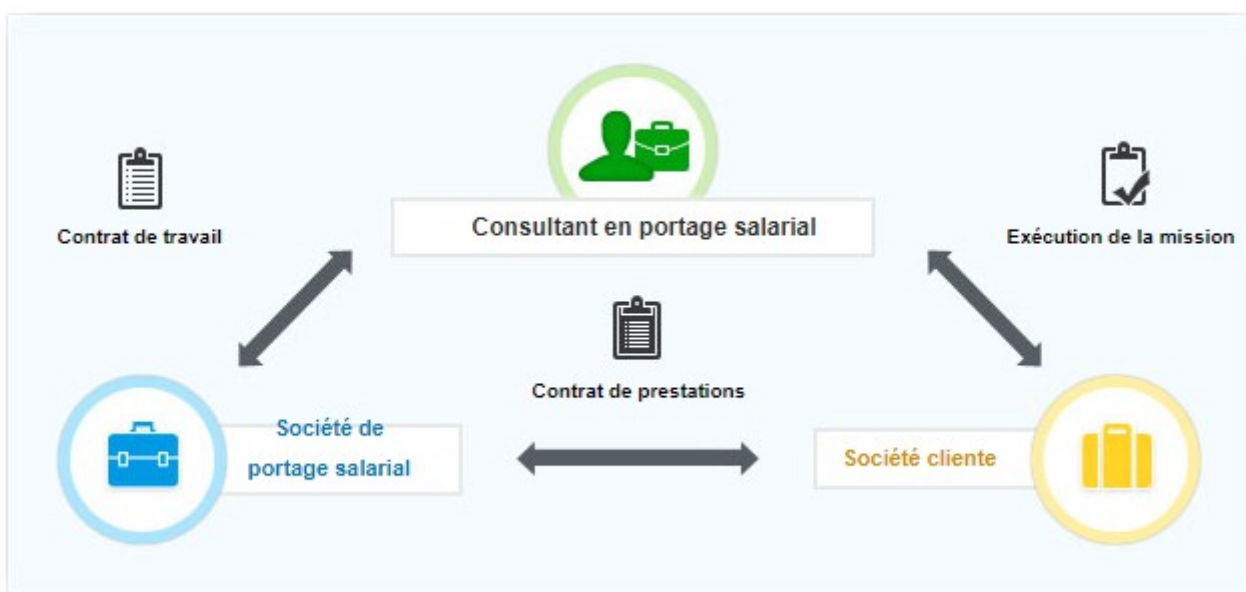 Consultant en portage salarial
Contrat de travail
Exécution de la mission
Contrat de prestations
Société de
portage salarial
Société cliente